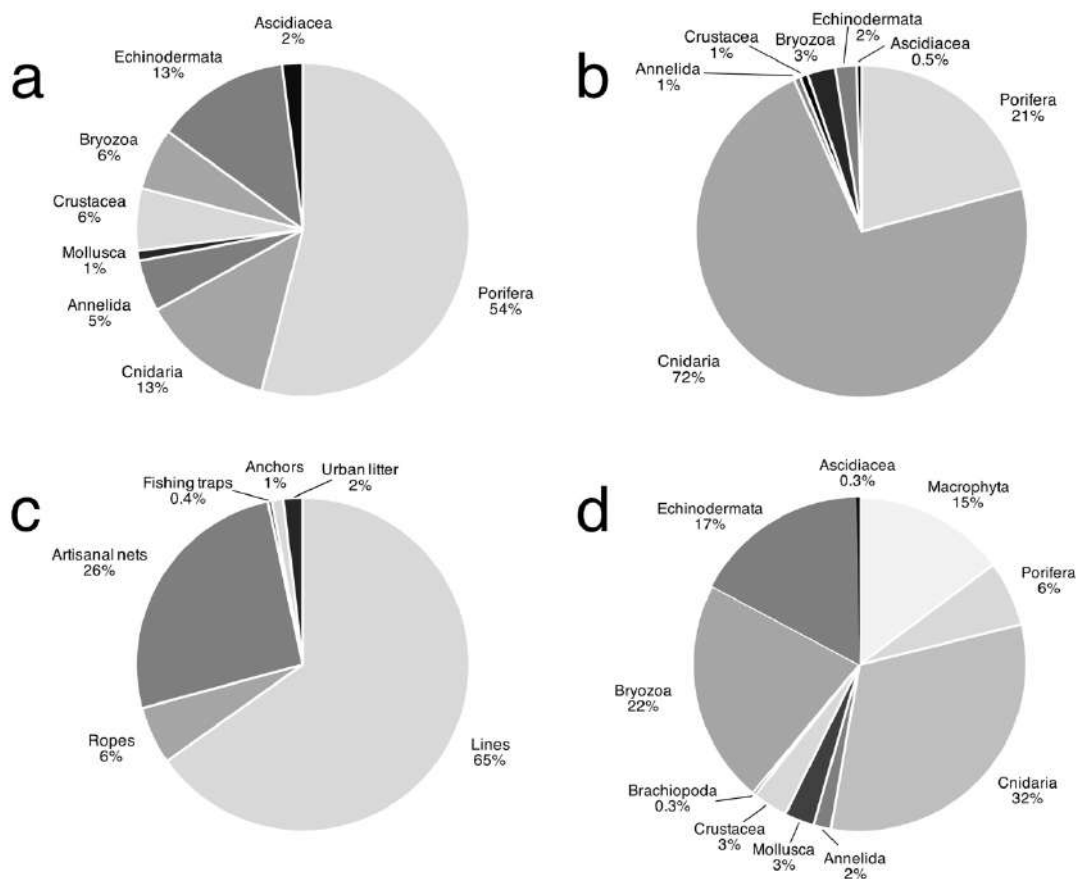 a
Ascidiacea
2%
Echinodermata
13%
Bryozoa
6%
Crustacea
6%
Mollusca
1%
Annelida
5%
Cnidaria
13%
Porifera
54%
b
Echinodermata
2%
Crustacea
1%
Bryozoa
3%
Ascidiacea
0.5%
Annelida
1%
Porifera
21%
Cnidaria
72%
c
Anchors
1%
Urban litter
2%
Fishing traps
0.4%
Artisanal nets
26%
Ropes
6%
Lines
65%
d
Ascidiacea
0.3%
Macrophyta
15%
Echinodermata
17%
Porifera
6%
Bryozoa
22%
Cnidaria
32%
Brachiopoda
0.3%
Crustacea
3%
Mollusca
3%
Annelida
2%